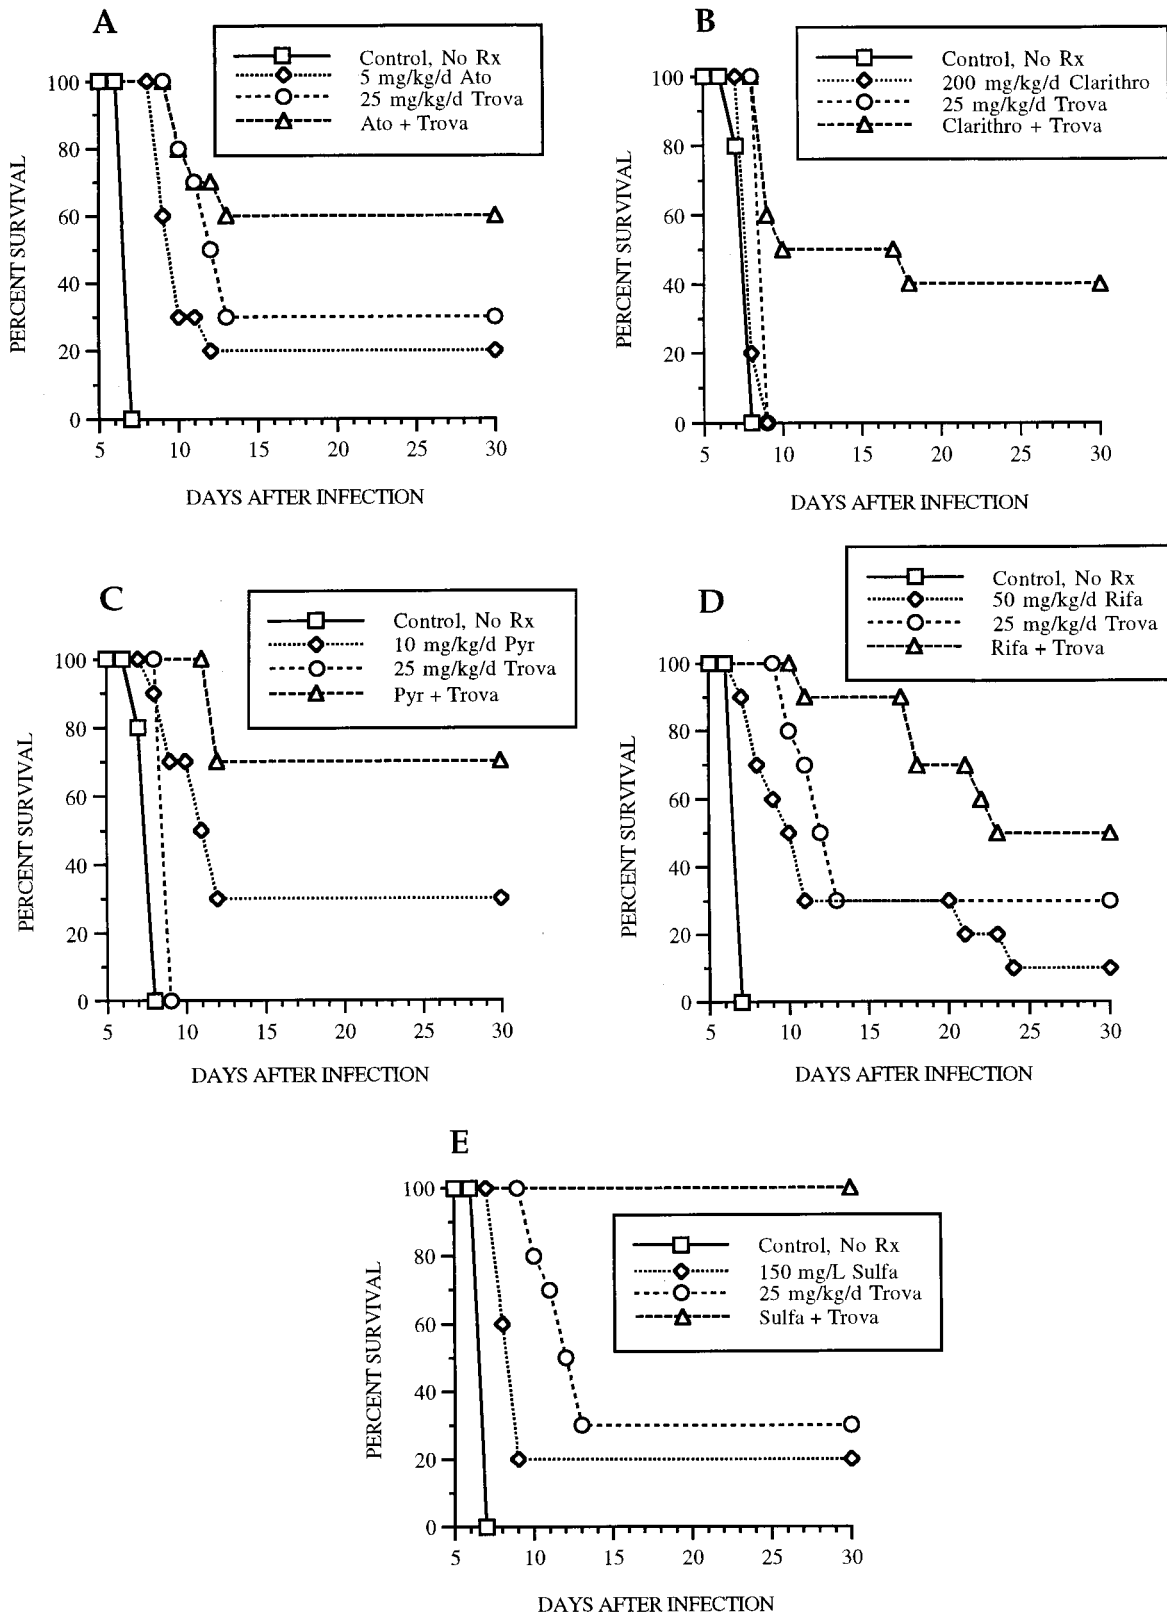 A
Control, No Rx
5 mg/kg/d Ato
25 mg/kg/d Trova
Ato + Trova
PERCENT SURVIVAL
100
80
60
40
20
0
5 10 15 20 25 30
DAYS AFTER INFECTION
B
Control, No Rx
200 mg/kg/d Clarithro
25 mg/kg/d Trova
Clarithro + Trova
PERCENT SURVIVAL
100
80
60
40
20
0
5 10 15 20 25 30
DAYS AFTER INFECTION
C
Control, No Rx
10 mg/kg/d Pyr
25 mg/kg/d Trova
Pyr + Trova
PERCENT SURVIVAL
100
80
60
40
20
0
5 10 15 20 25 30
DAYS AFTER INFECTION
D
Control, No Rx
50 mg/kg/d Rifa
25 mg/kg/d Trova
Rifa + Trova
PERCENT SURVIVAL
100
80
60
40
20
0
5 10 15 20 25 30
DAYS AFTER INFECTION
E
Control, No Rx
150 mg/L Sulfa
25 mg/kg/d Trova
Sulfa + Trova
PERCENT SURVIVAL
100
80
60
40
20
0
5 10 15 20 25 30
DAYS AFTER INFECTION